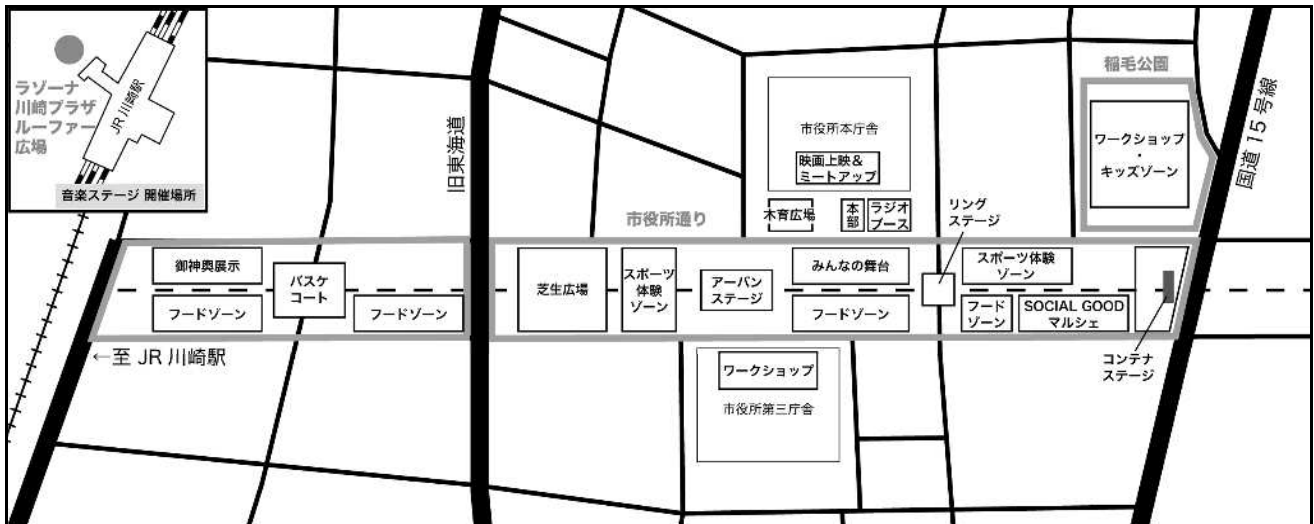 ラゾーナ
川崎プラザ
ルーファー
広場
JR 川崎駅
音楽ステージ 開催場所
旧東海道
市役所通り
市役所本庁舎
映画上映&
ミートアップ
木育広場
本
部
ラジオ
ブース
リング
ステージ
稲毛公園
ワークショップ
・
キッズゾーン
国道 15 号線
御神輿展示
バスケ
コート
フードゾーン
フードゾーン
芝生広場
スポーツ
体験
ゾーン
アーバン
ステージ
みんなの舞台
フードゾーン
スポーツ体験
ゾーン
フード
ゾーン
SOCIAL GOOD
マルシェ
コンテナ
ステージ
←至 JR 川崎駅
ワークショップ
市役所第三庁舎